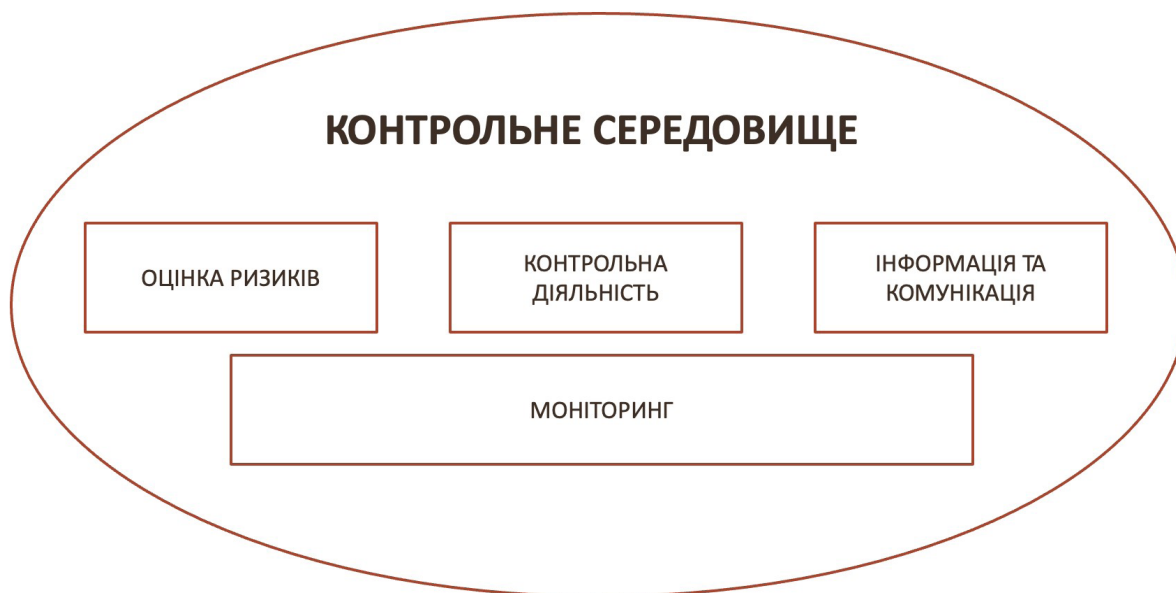 КОНТРОЛЬНЕ СЕРЕДОВИЩЕ
ОЦІНКА РИЗИКІВ
КОНТРОЛЬНА
ДІЯЛЬНІСТЬ
ІНФОРМАЦІЯ ТА
КОМУНІКАЦІЯ
МОНІТОРИНГ